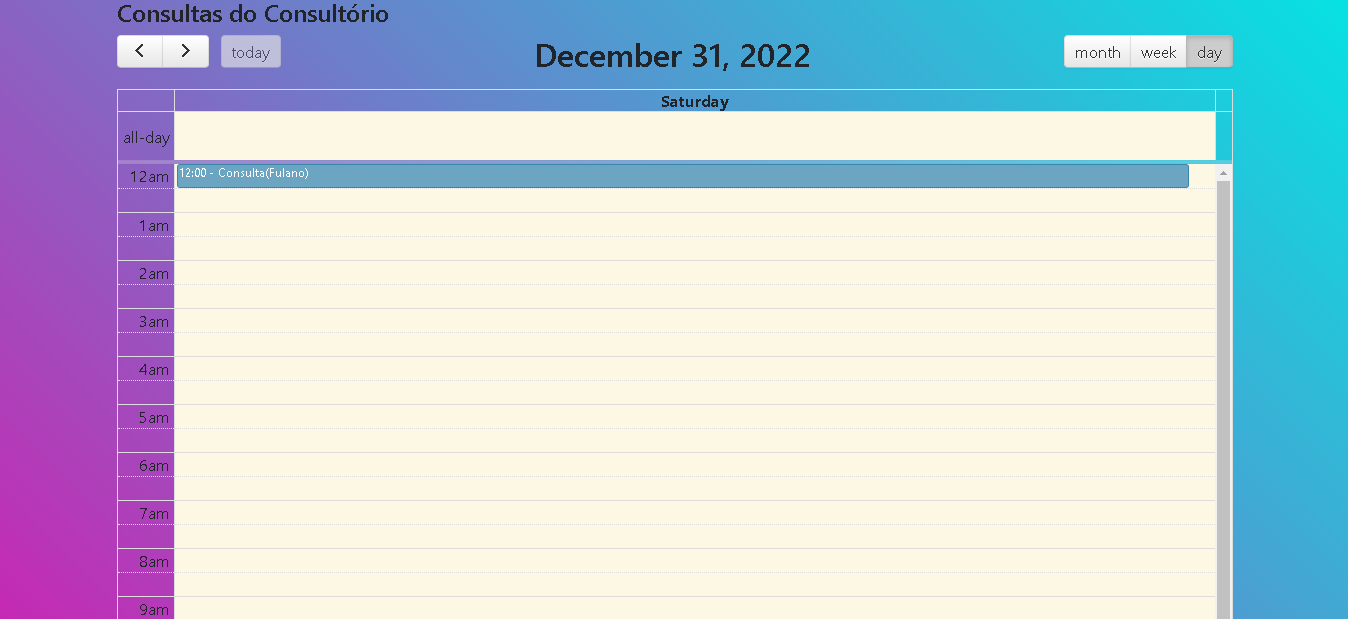 Consultas do Consultório
today
December 31, 2022
month week day
Saturday
all-day
12am
12:00 - Consulta(Fulano)
1am
2am
3am
4am
5am
6am
7am
8am
9am